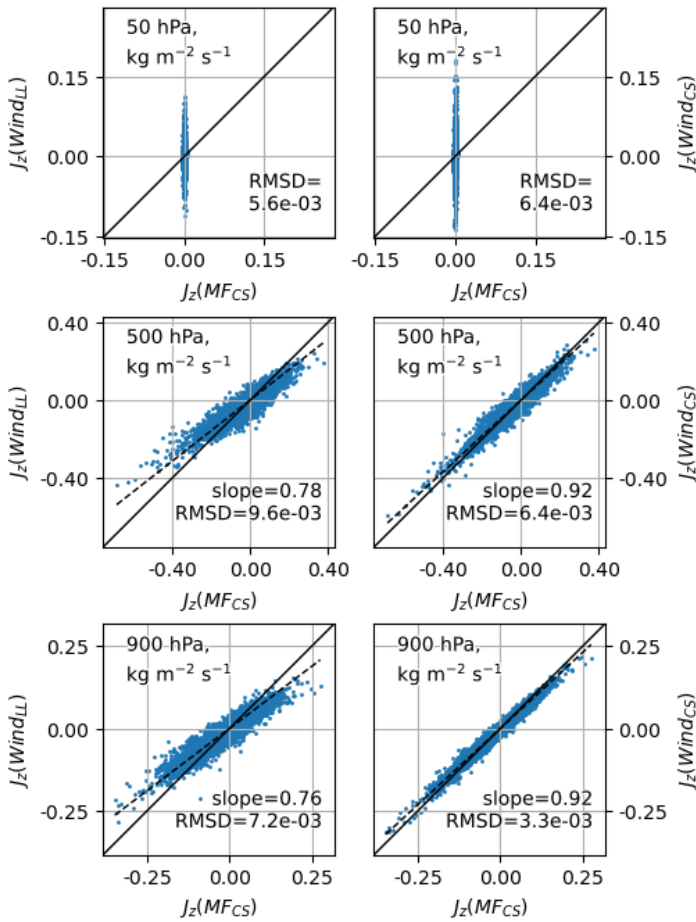 50 hPa,
kg m⁻² s⁻¹
0.15
0.00
-0.15
J_z(Wind_LL)
RMSD=
5.6e-03
-0.15 0.00 0.15
J_z(MF_CS)
50 hPa,
kg m⁻² s⁻¹
0.15
0.00
-0.15
J_z(Wind_CS)
RMSD=
6.4e-03
-0.15 0.00 0.15
J_z(MF_CS)
500 hPa,
kg m⁻² s⁻¹
0.40
0.00
-0.40
J_z(Wind_LL)
slope=0.78
RMSD=9.6e-03
-0.40 0.00 0.40
J_z(MF_CS)
500 hPa,
kg m⁻² s⁻¹
0.40
0.00
-0.40
J_z(Wind_CS)
slope=0.92
RMSD=6.4e-03
-0.40 0.00 0.40
J_z(MF_CS)
900 hPa,
kg m⁻² s⁻¹
0.25
0.00
-0.25
J_z(Wind_LL)
slope=0.76
RMSD=7.2e-03
-0.25 0.00 0.25
J_z(MF_CS)
900 hPa,
kg m⁻² s⁻¹
0.25
0.00
-0.25
J_z(Wind_CS)
slope=0.92
RMSD=3.3e-03
-0.25 0.00 0.25
J_z(MF_CS)